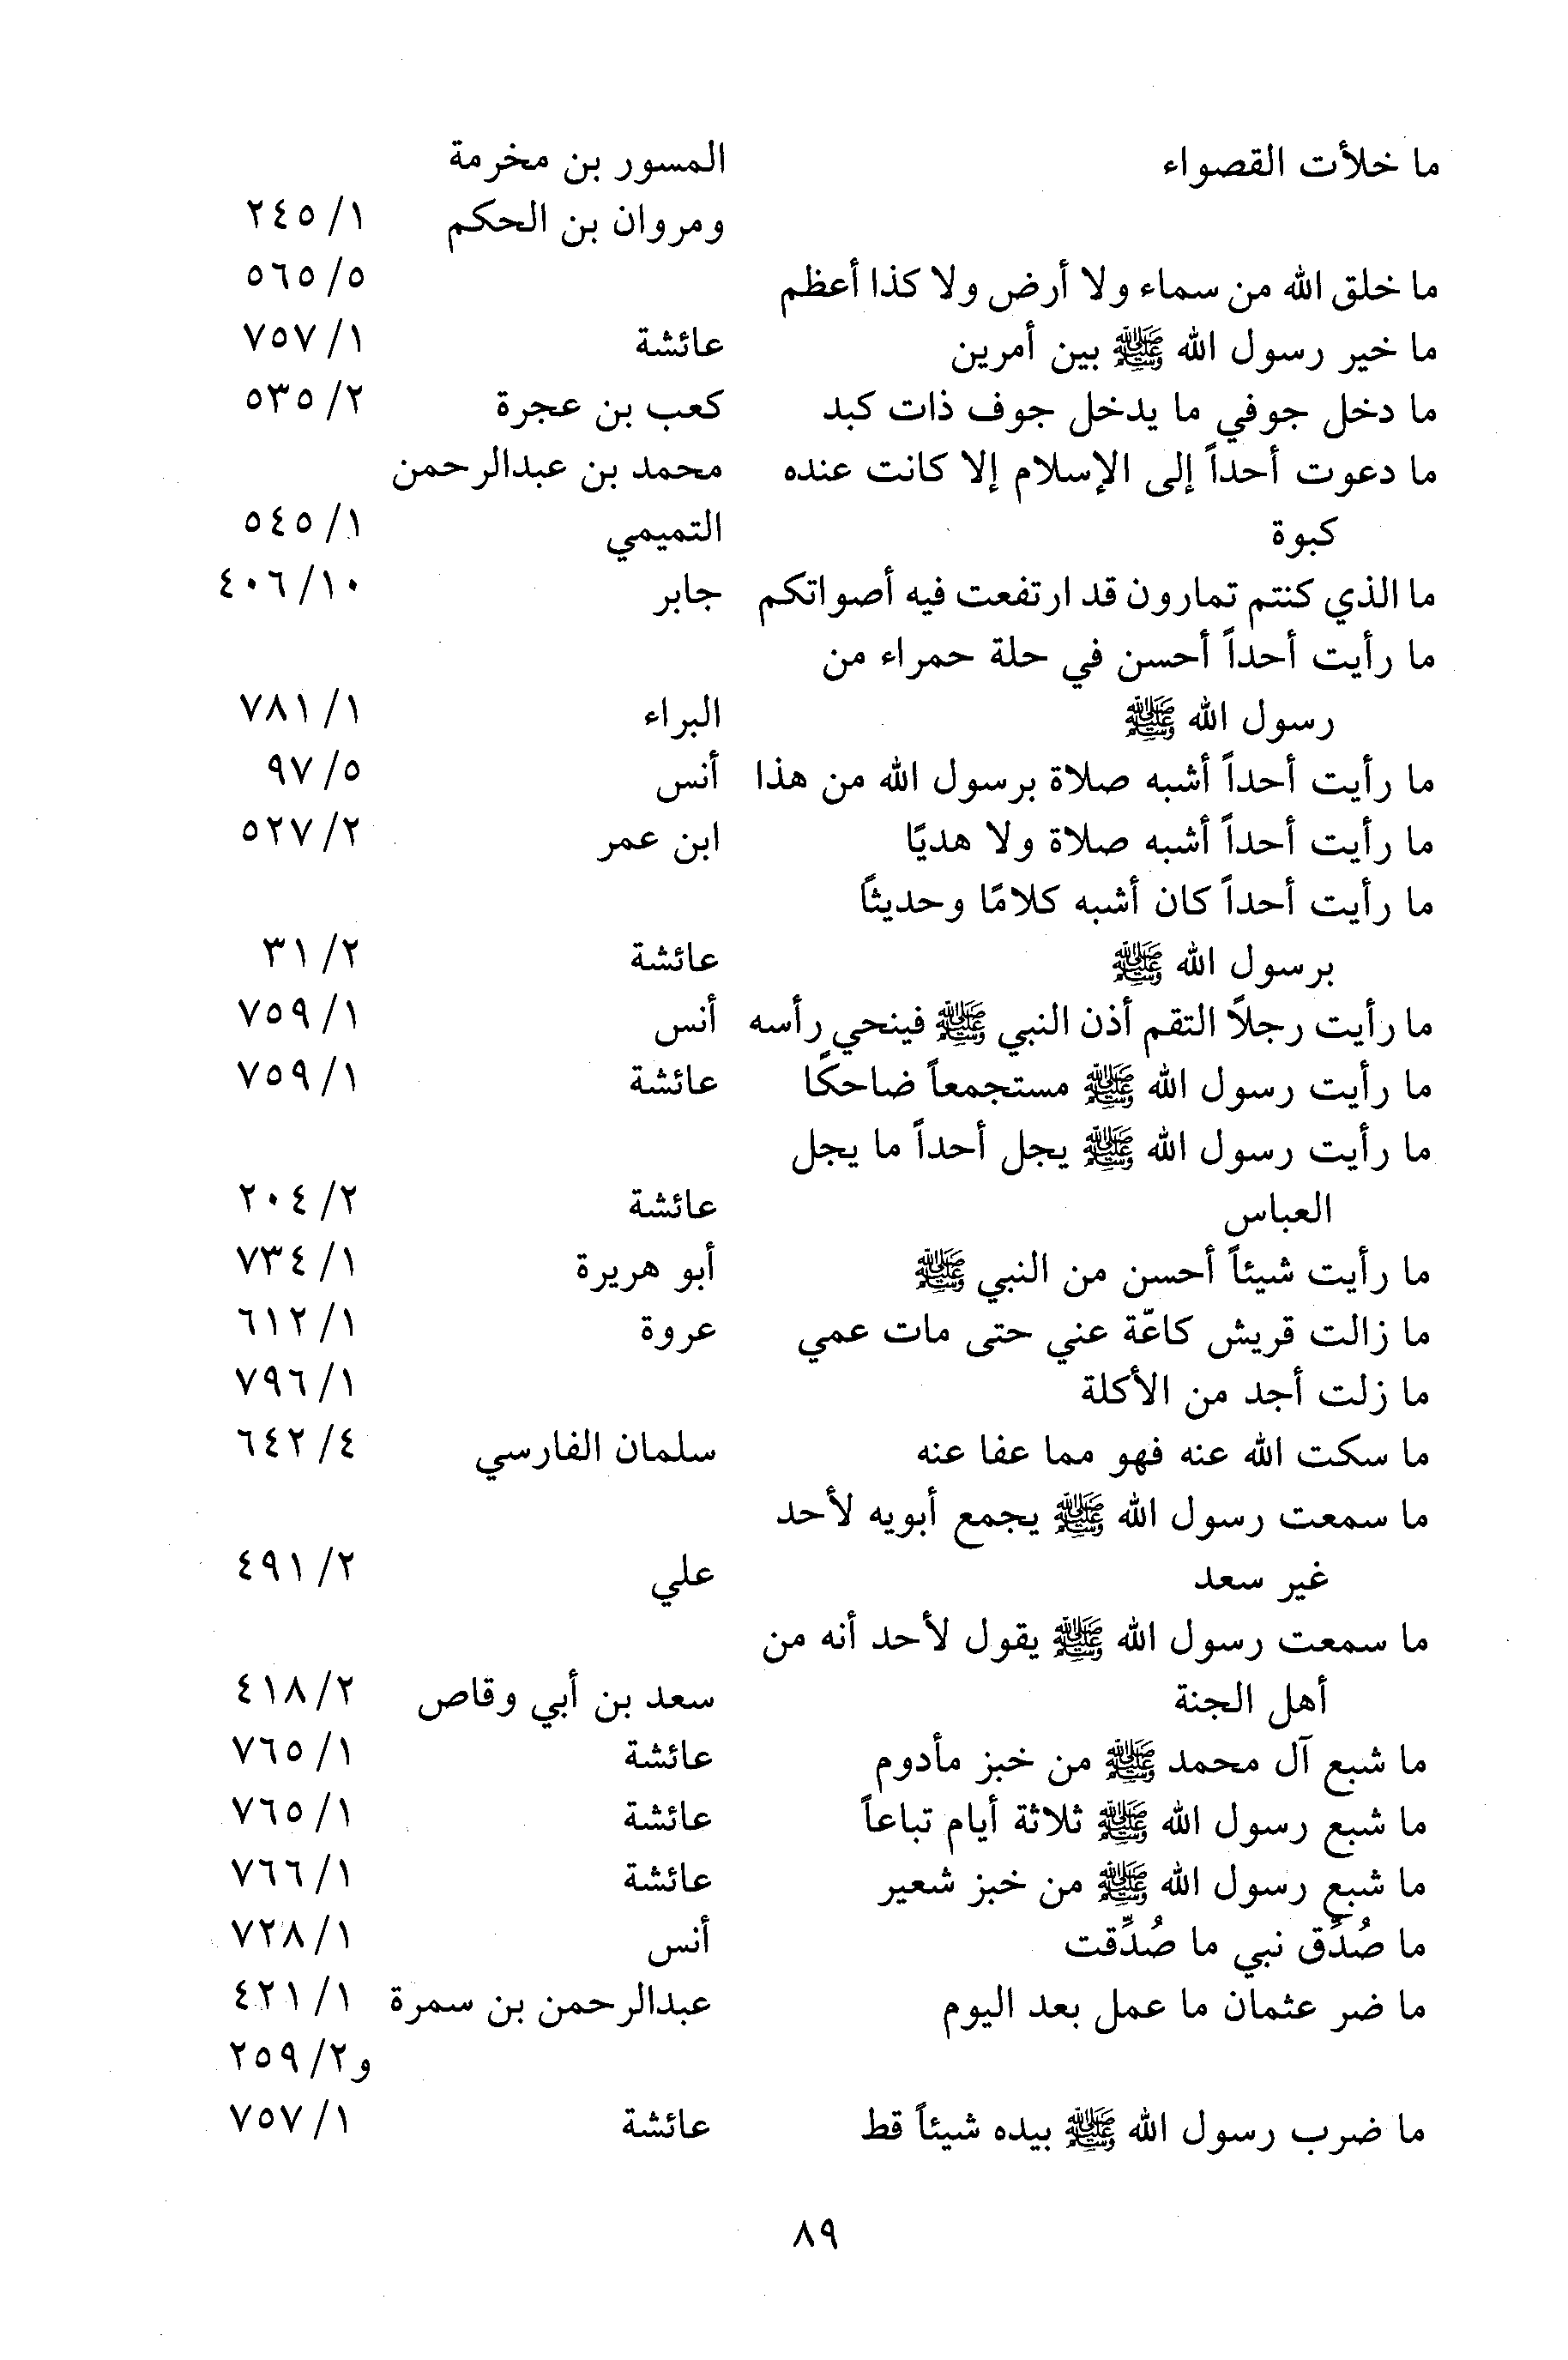 ما خلأت القصواء المسور بن مخرمة
ومروان بن الحكم ٢٤٥/١
ما خلق الله من سماء ولا أرض ولا كذا أعظم ٥٦٥/٥
ما خير رسول الله ﷺ بين أمرين عائشة ٧٥٧/١
ما دخل جوفي ما يدخل جوف ذات كبد كعب بن عجرة ٥٣٥/٢
ما دعوت أحداً إلى الإسلام إلا كانت عنده محمد بن عبدالرحمن
كبوة التميمي ٥٤٥/١
ما الذي كنتم تمارون قد ارتفعت فيه أصواتكم جابر ٤٠٦/١٠
ما رأيت أحداً أحسن في حلة حمراء من
رسول الله ﷺ البراء ٧٨١/١
ما رأيت أحداً أشبه صلاة برسول الله من هذا أنس ٩٧/٥
ما رأيت أحداً أشبه صلاة ولا هديًا ابن عمر ٥٢٧/٢
ما رأيت أحداً كان أشبه كلامًا وحديثاً
برسول الله ﷺ عائشة ٣١/٢
ما رأيت رجلاً التقم أذن النبي ﷺ فينحي رأسه أنس ٧٥٩/١
ما رأيت رسول الله ﷺ مستجمعاً ضاحكًا عائشة ٧٥٩/١
ما رأيت رسول الله ﷺ يجل أحداً ما يجل
العباس عائشة ٢٠٤/٢
ما رأيت شيئاً أحسن من النبي ﷺ أبو هريرة ٧٣٤/١
ما زالت قريش كاعّة عني حتى مات عمي عروة ٦١٢/١
ما زلت أجد من الأكلة ٧٩٦/١
ما سكت الله عنه فهو مما عفا عنه سلمان الفارسي ٦٤٢/٤
ما سمعت رسول الله ﷺ يجمع أبويه لأحد
غير سعد علي ٤٩١/٢
ما سمعت رسول الله ﷺ يقول لأحد أنه من
أهل الجنة سعد بن أبي وقاص ٤١٨/٢
ما شبع آل محمد ﷺ من خبز مأدوم عائشة ٧٦٥/١
ما شبع رسول الله ﷺ ثلاثة أيام تباعاً عائشة ٧٦٥/١
ما شبع رسول الله ﷺ من خبز شعير عائشة ٧٦٦/١
ما صُدِّق نبي ما صُدِّقت أنس ٧٢٨/١
ما ضر عثمان ما عمل بعد اليوم عبدالرحمن بن سمرة ٤٢١/١
و٢٥٩/٢
ما ضرب رسول الله ﷺ بيده شيئاً قط عائشة ٧٥٧/١
٨٩